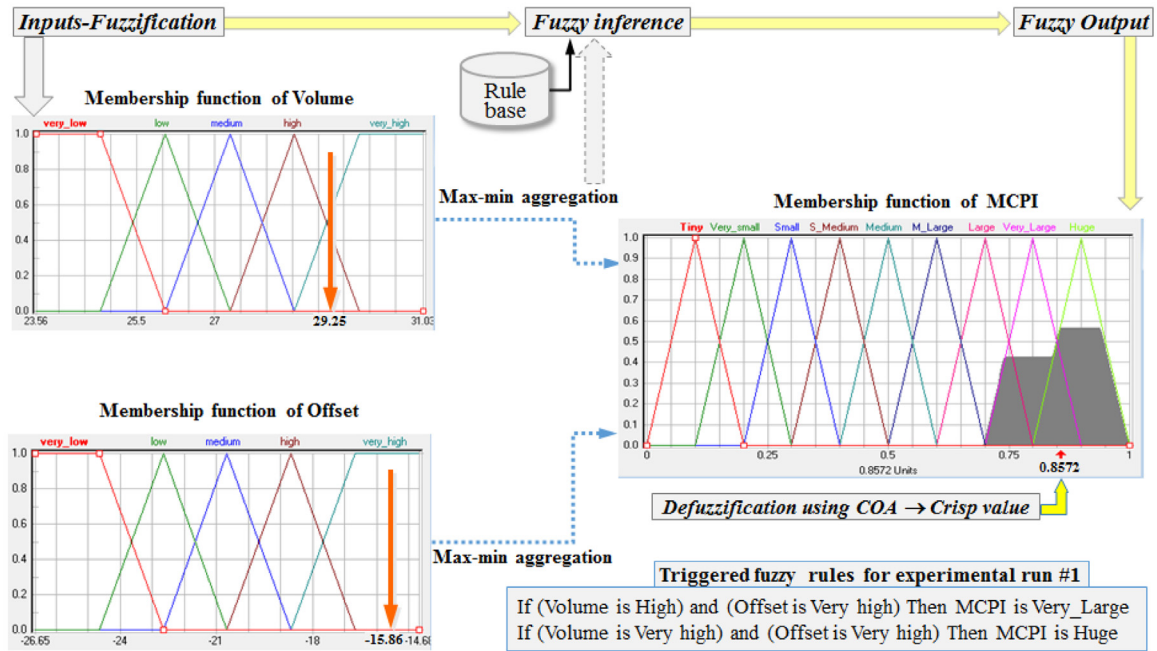 Inputs-Fuzzification
Fuzzy inference
Fuzzy Output
Rule
base
Membership function of Volume
very_low low medium high very_high
1.0
0.8
0.6
0.4
0.2
0.0
23.56 25.5 27 29.25 31.03
Max-min aggregation
Membership function of MCPI
Tiny Very_small Small S_Medium Medium M_Large Large Very_Large Huge
1.0
0.9
0.8
0.7
0.6
0.5
0.4
0.3
0.2
0.1
0.0
0 0.25 0.75 1
0.8572 Units
0.8572
Defuzzification using COA → Crisp value
Membership function of Offset
very_low low medium high very_high
1.0
0.8
0.6
0.4
0.2
0.0
-26.65 -24 -21 -18 -15.86 -14.68
Max-min aggregation
Triggered fuzzy rules for experimental run #1
If (Volume is High) and (Offset is Very high) Then MCPI is Very_Large
If (Volume is Very high) and (Offset is Very high) Then MCPI is Huge